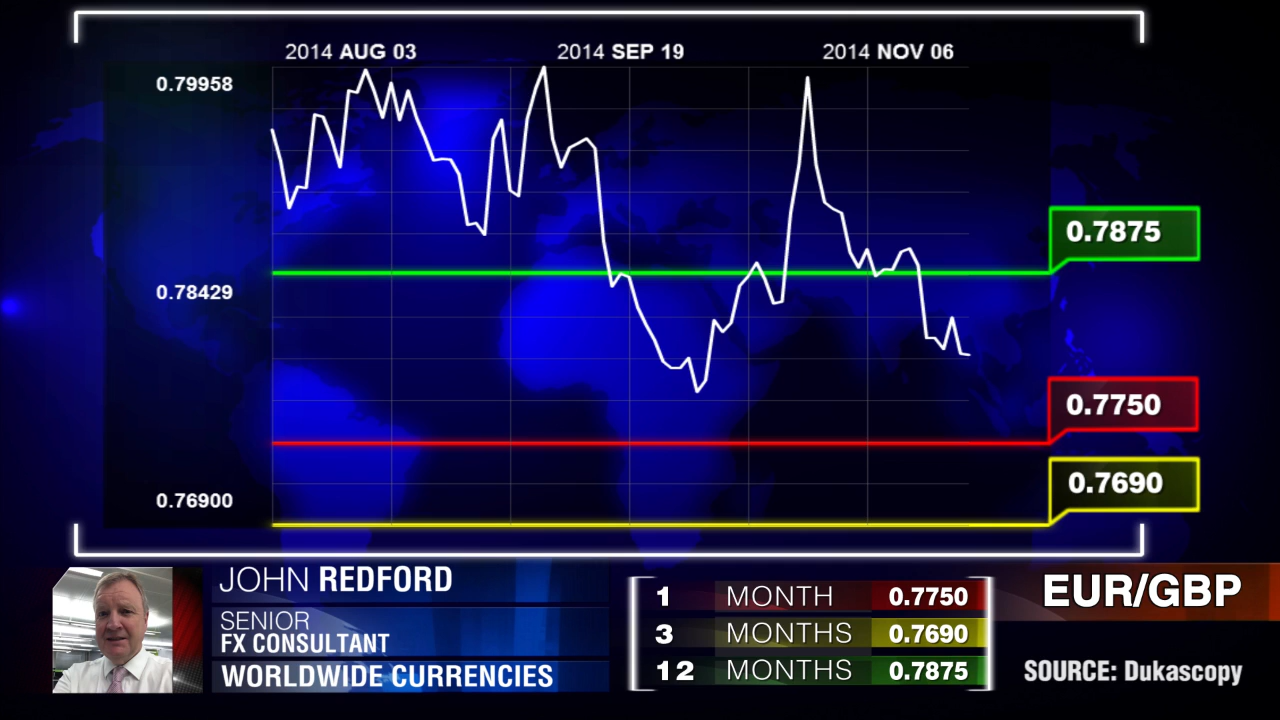 2014 AUG 03
2014 SEP 19
2014 NOV 06
0.79958
0.78429
0.76900
0.7875
0.7750
0.7690
JOHN REDFORD
SENIOR
FX CONSULTANT
WORLDWIDE CURRENCIES
1 MONTH 0.7750
3 MONTHS 0.7690
12 MONTHS 0.7875
EUR/GBP
SOURCE: Dukascopy